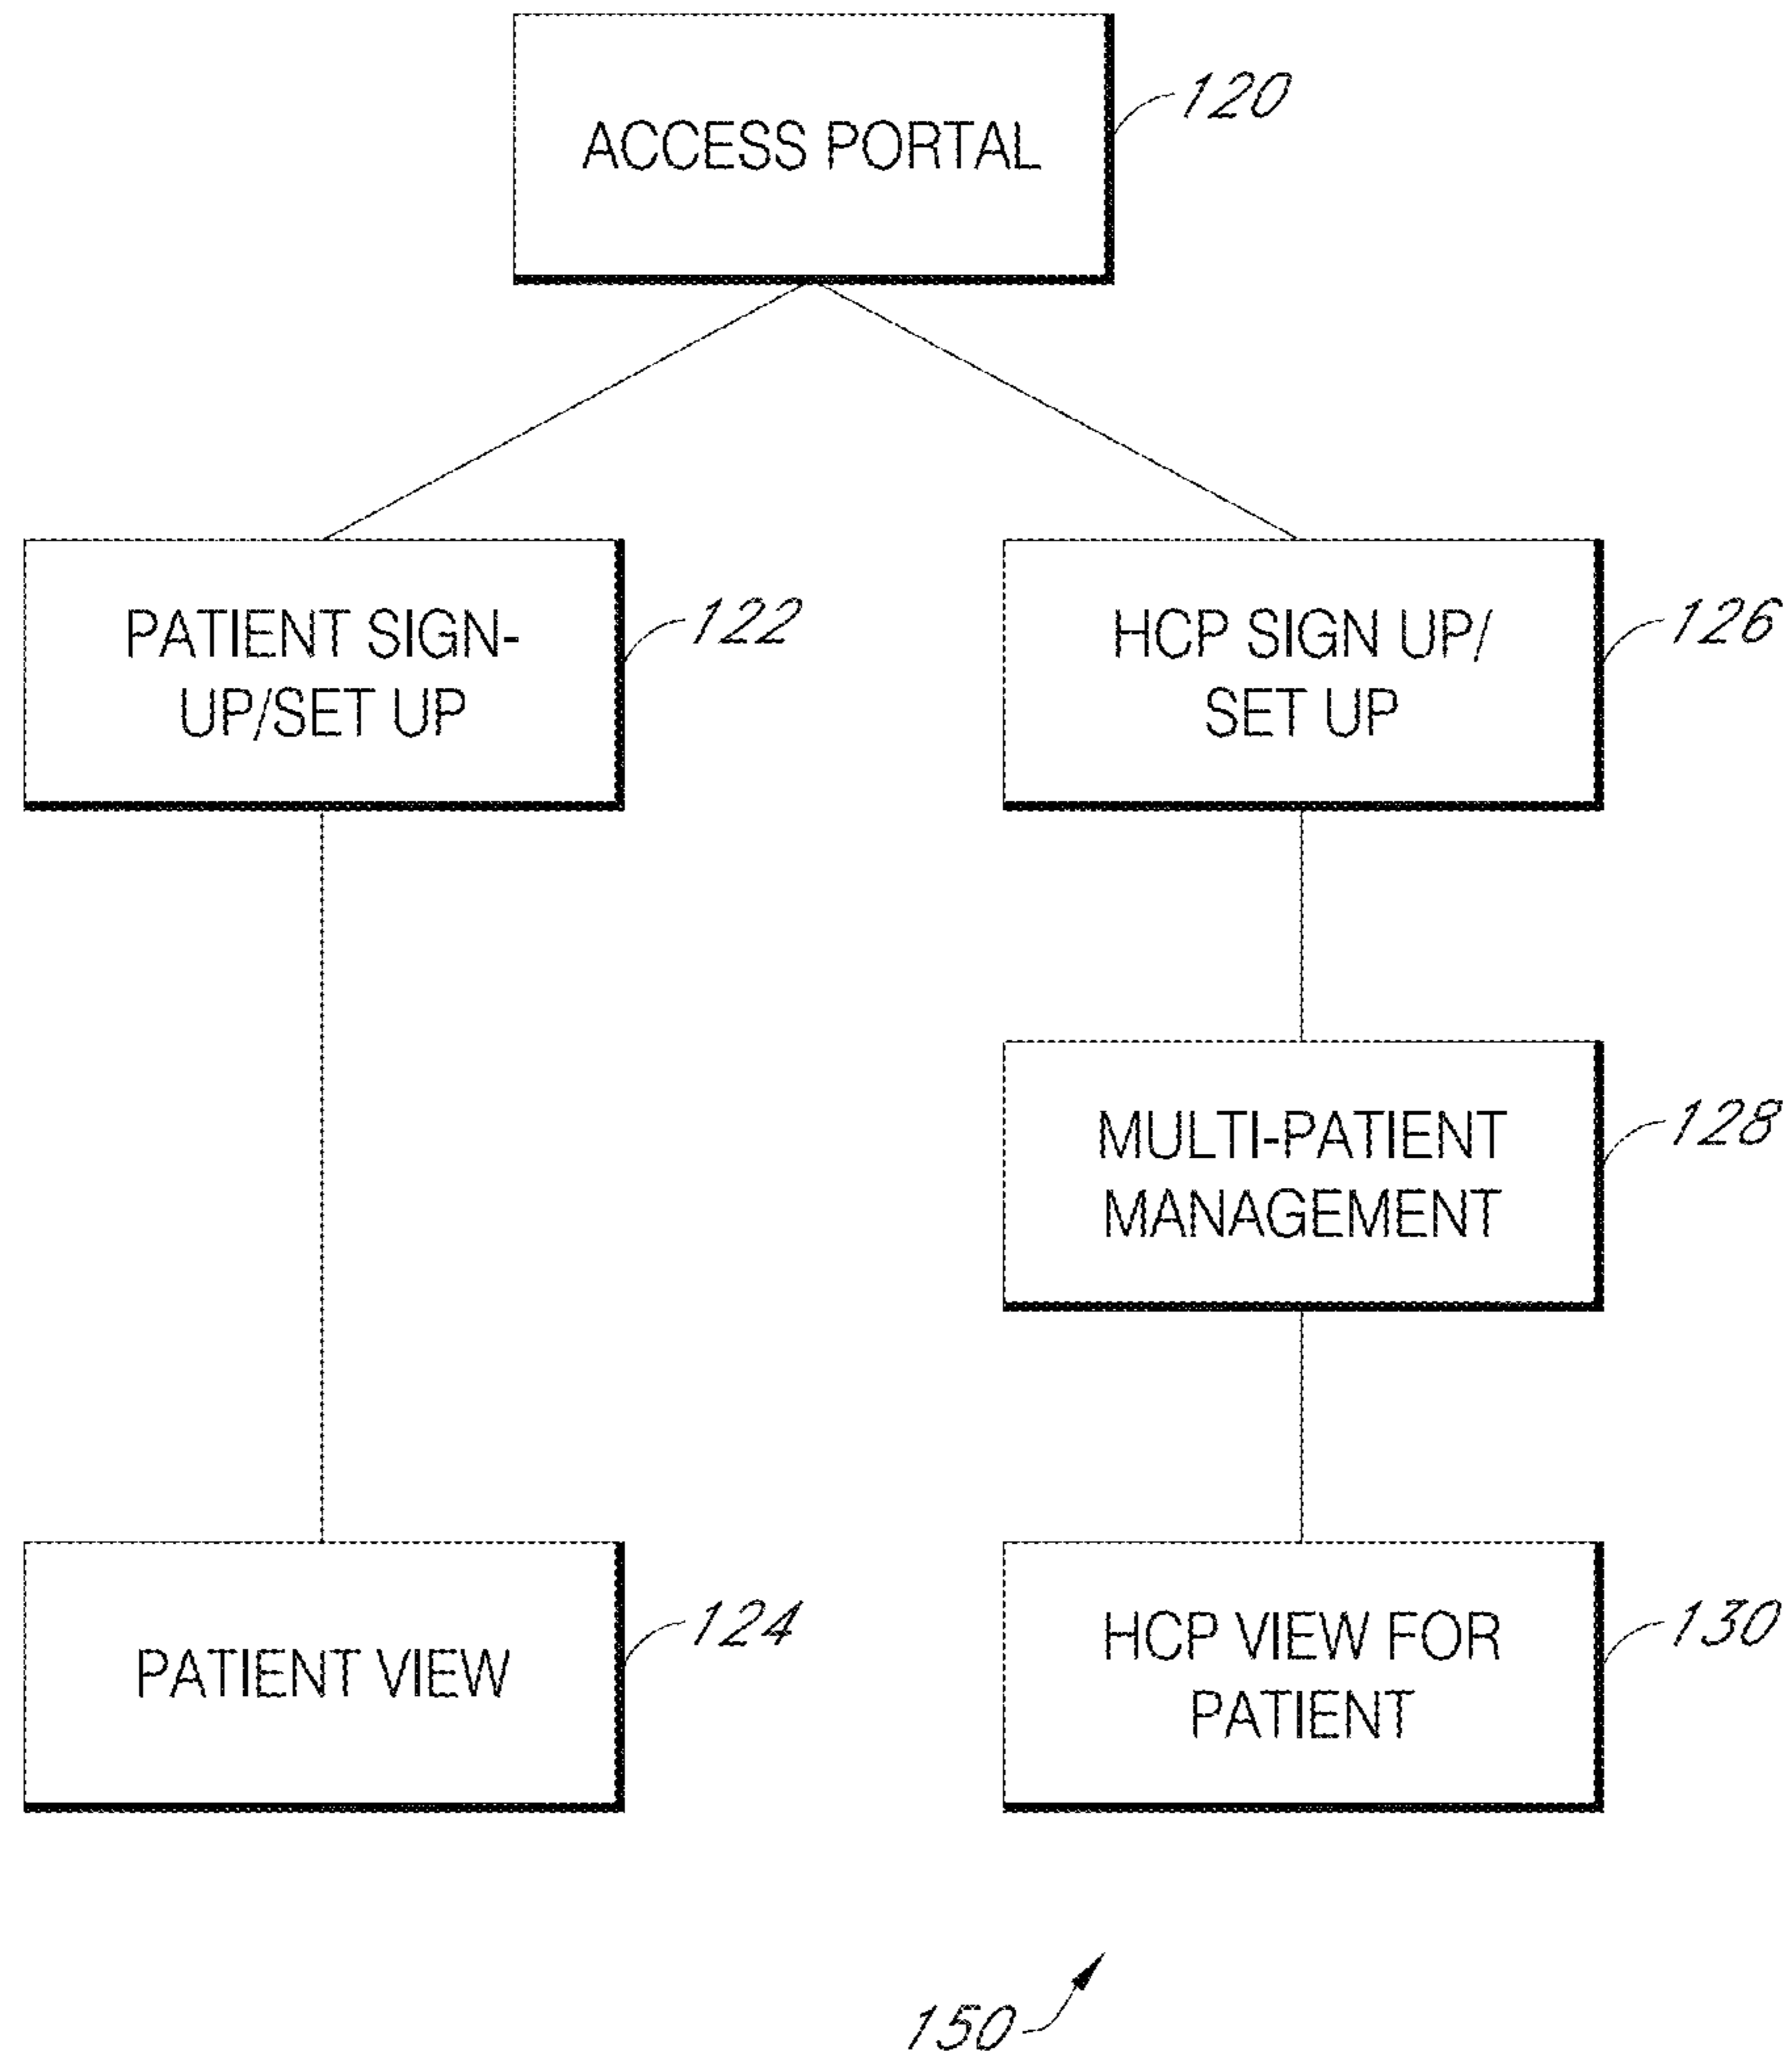 ACCESS PORTAL
120
PATIENT SIGN-
UP/SET UP
122
HCP SIGN UP/
SET UP
126
MULTI-PATIENT
MANAGEMENT
128
PATIENT VIEW
124
HCP VIEW FOR
PATIENT
130
150